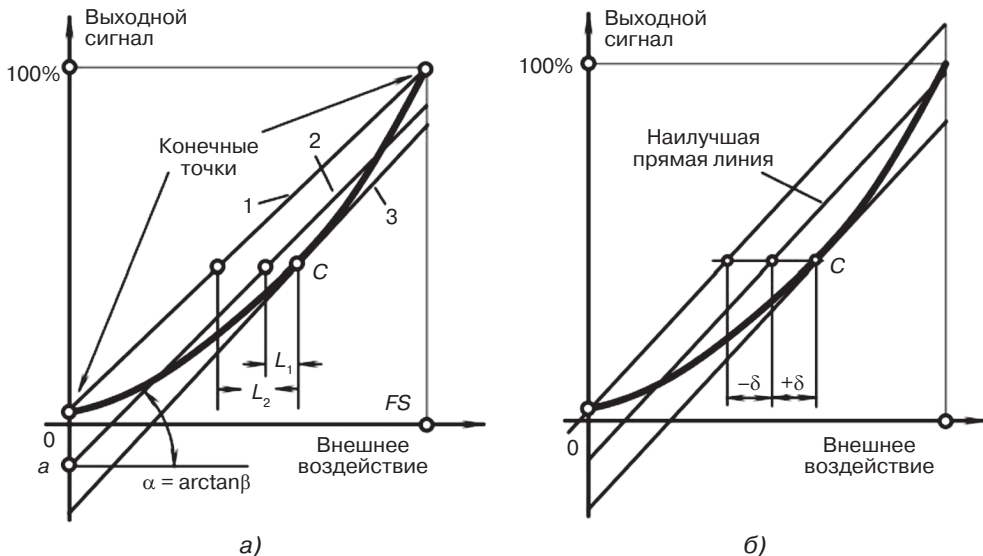 Выходной
сигнал
100%
Конечные
точки
1
2
3
C
L₁
L₂
FS
0
Внешнее
воздействие
a
α = arctanβ
а)
Выходной
сигнал
100%
Наилучшая
прямая линия
C
−δ
+δ
0
Внешнее
воздействие
б)